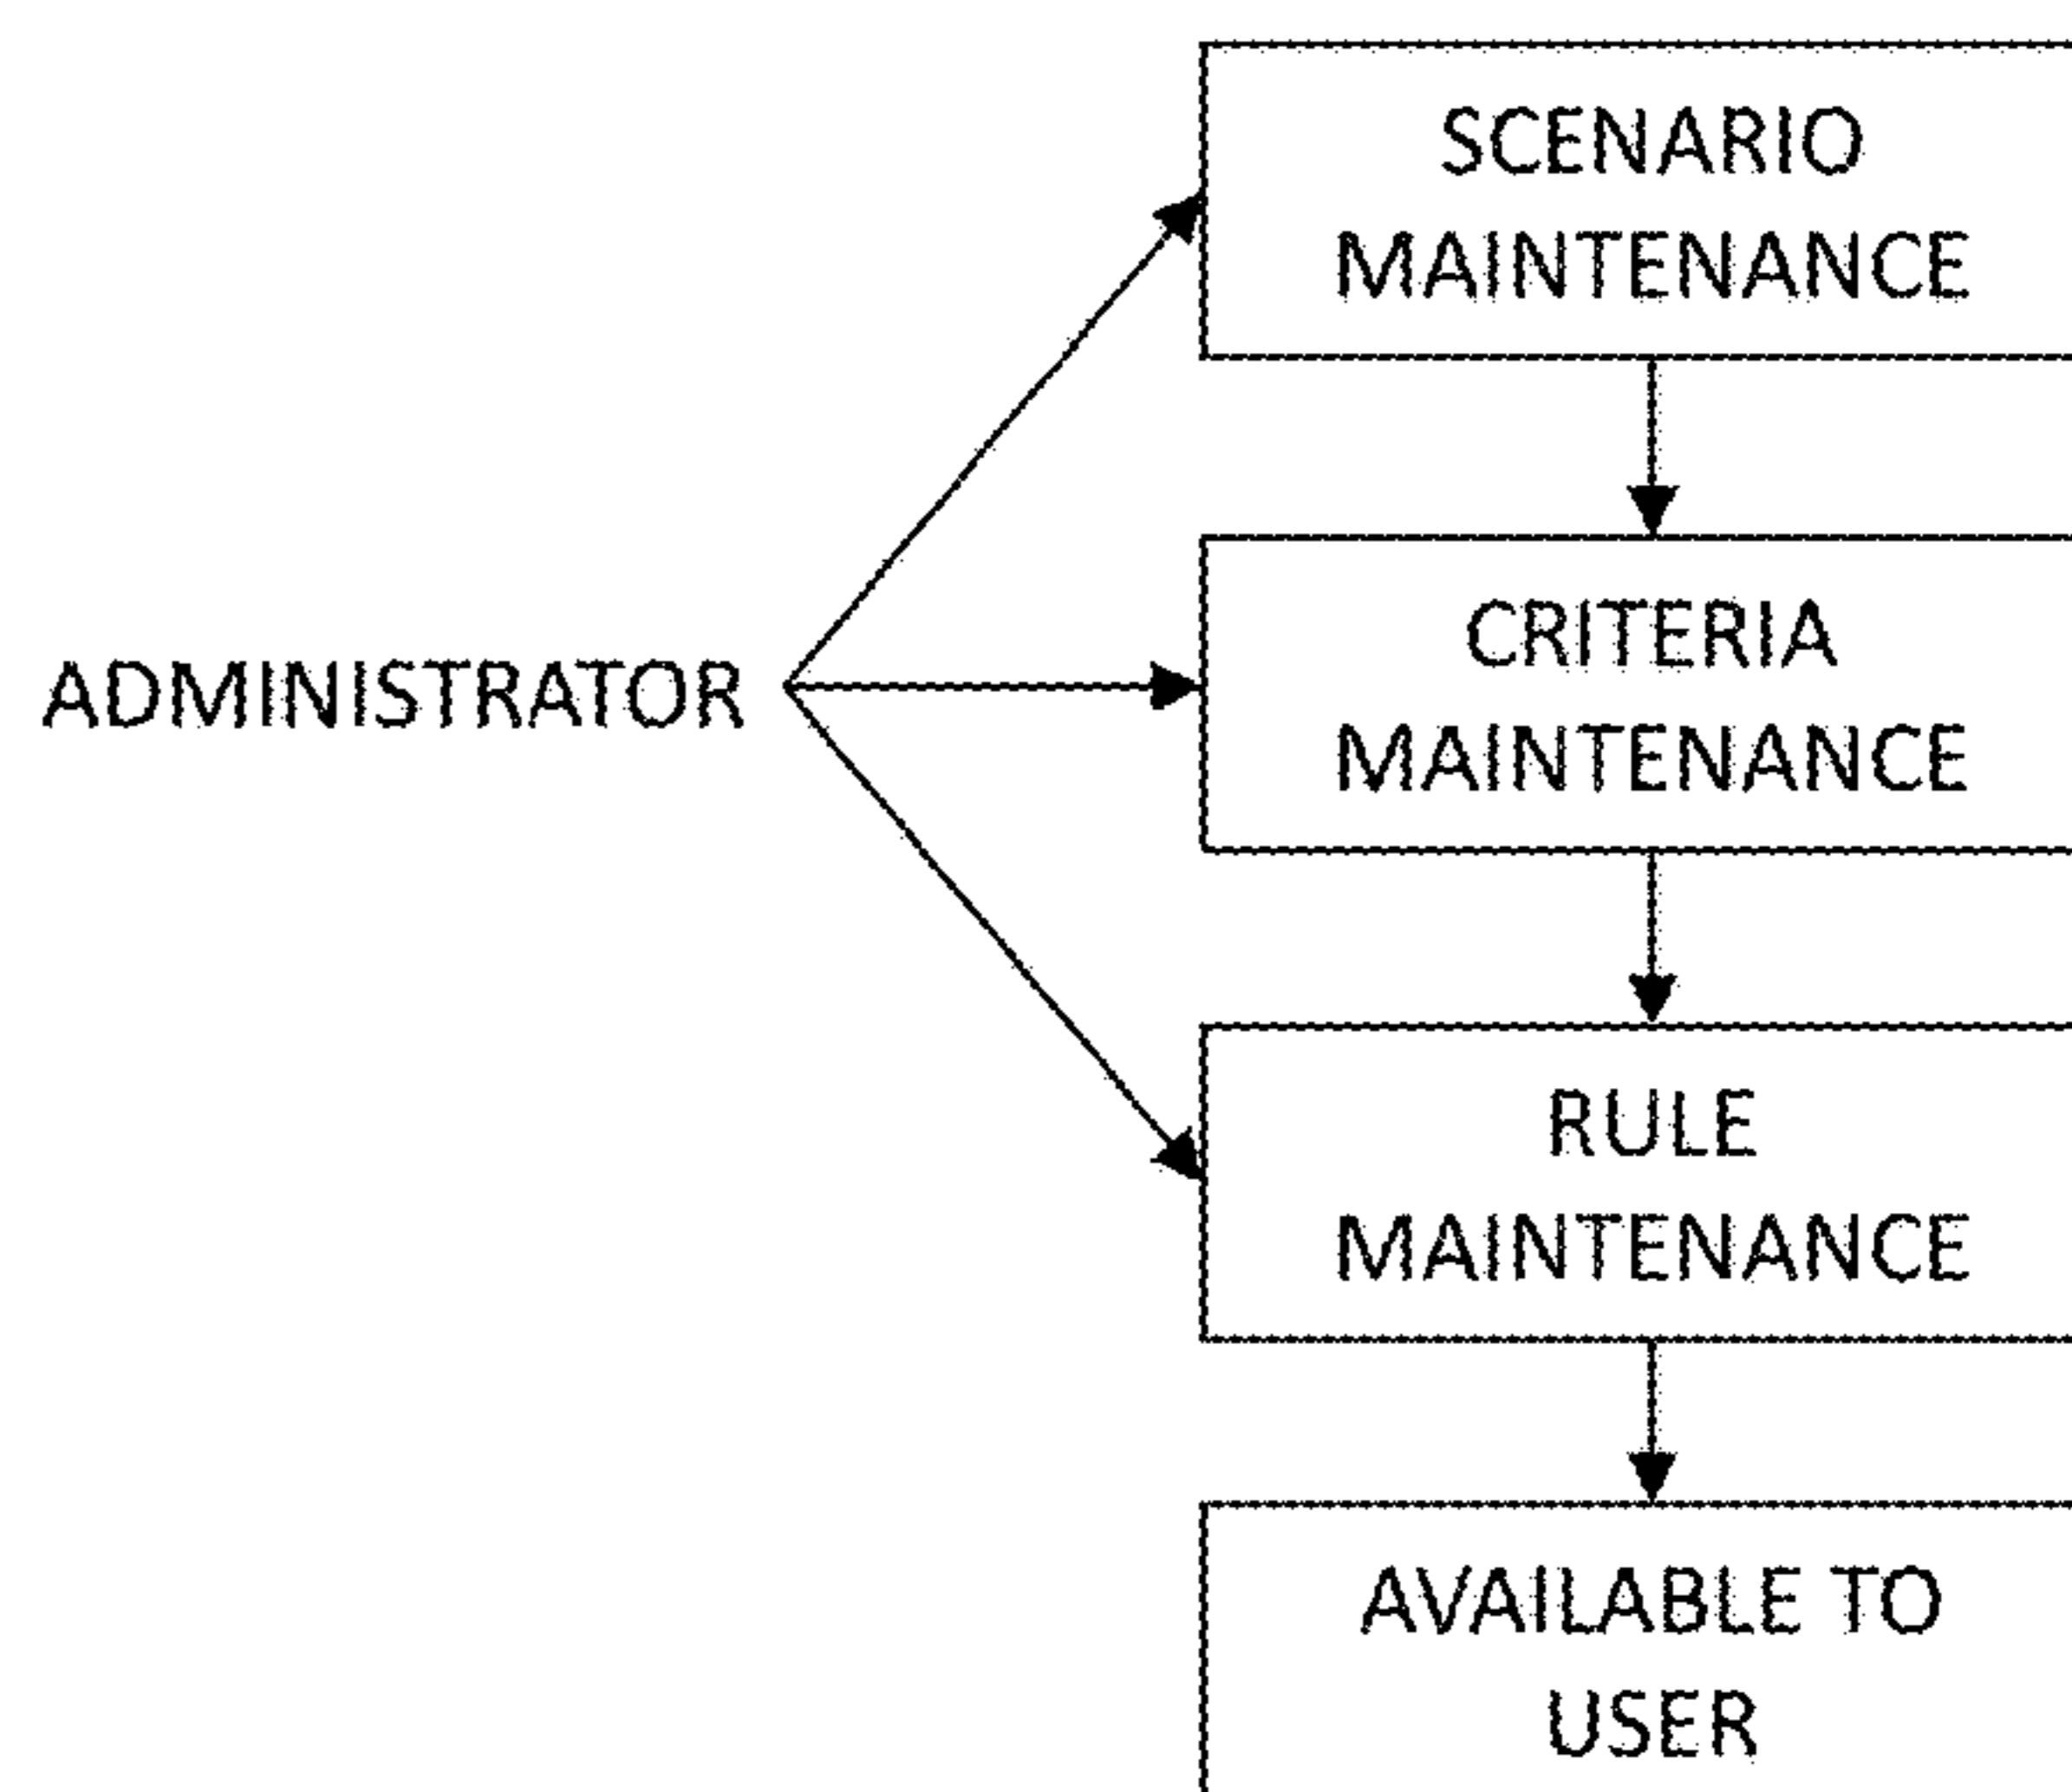 SCENARIO
MAINTENANCE
CRITERIA
MAINTENANCE
ADMINISTRATOR
RULE
MAINTENANCE
AVAILABLE TO
USER